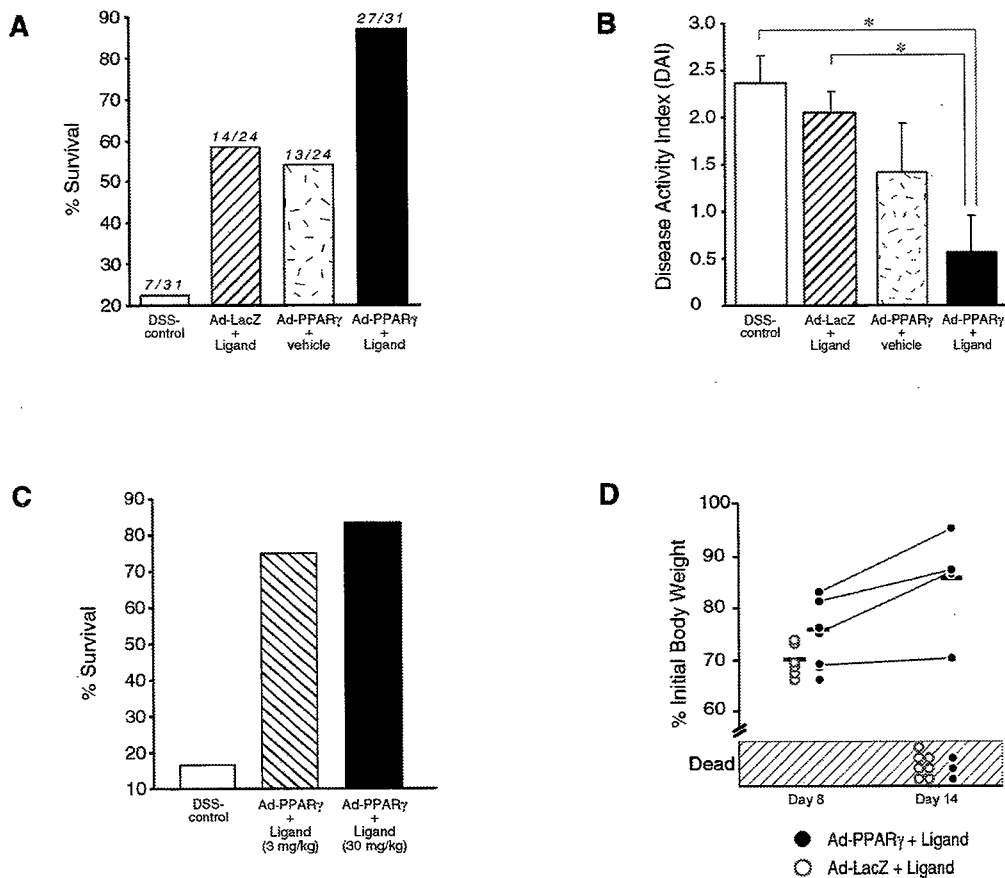 A
% Survival
90
80
70
60
50
40
30
20
7/31
14/24
13/24
27/31
DSS-
control
Ad-LacZ
+
Ligand
Ad-PPARγ
+
vehicle
Ad-PPARγ
+
Ligand
B
Disease Activity Index (DAI)
3.0
2.5
2.0
1.5
1.0
0.5
0
*
*
DSS-
control
Ad-LacZ
+
Ligand
Ad-PPARγ
+
vehicle
Ad-PPARγ
+
Ligand
C
% Survival
90
80
70
60
50
40
30
20
10
DSS-
control
Ad-PPARγ
+
Ligand
(3 mg/kg)
Ad-PPARγ
+
Ligand
(30 mg/kg)
D
% Initial Body Weight
100
90
80
70
60
Dead
Day 8
Day 14
Ad-PPARγ + Ligand
Ad-LacZ + Ligand